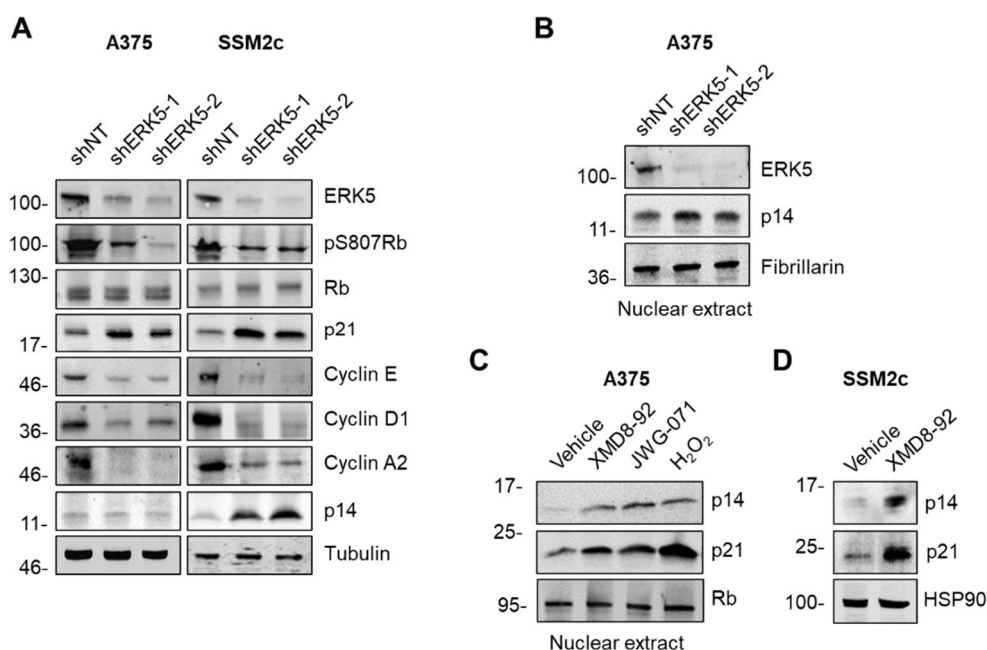 A
A375
SSM2c
shNT
shERK5-1
shERK5-2
shNT
shERK5-1
shERK5-2
100-
ERK5
100-
pS807Rb
130-
Rb
17-
p21
46-
Cyclin E
36-
Cyclin D1
46-
Cyclin A2
11-
p14
46-
Tubulin
B
A375
shNT
shERK5-1
shERK5-2
100-
ERK5
11-
p14
36-
Fibrillarin
Nuclear extract
C
A375
Vehicle
XMD8-92
JWG-071
H₂O₂
17-
p14
25-
p21
95-
Rb
Nuclear extract
D
SSM2c
Vehicle
XMD8-92
17-
p14
25-
p21
100-
HSP90